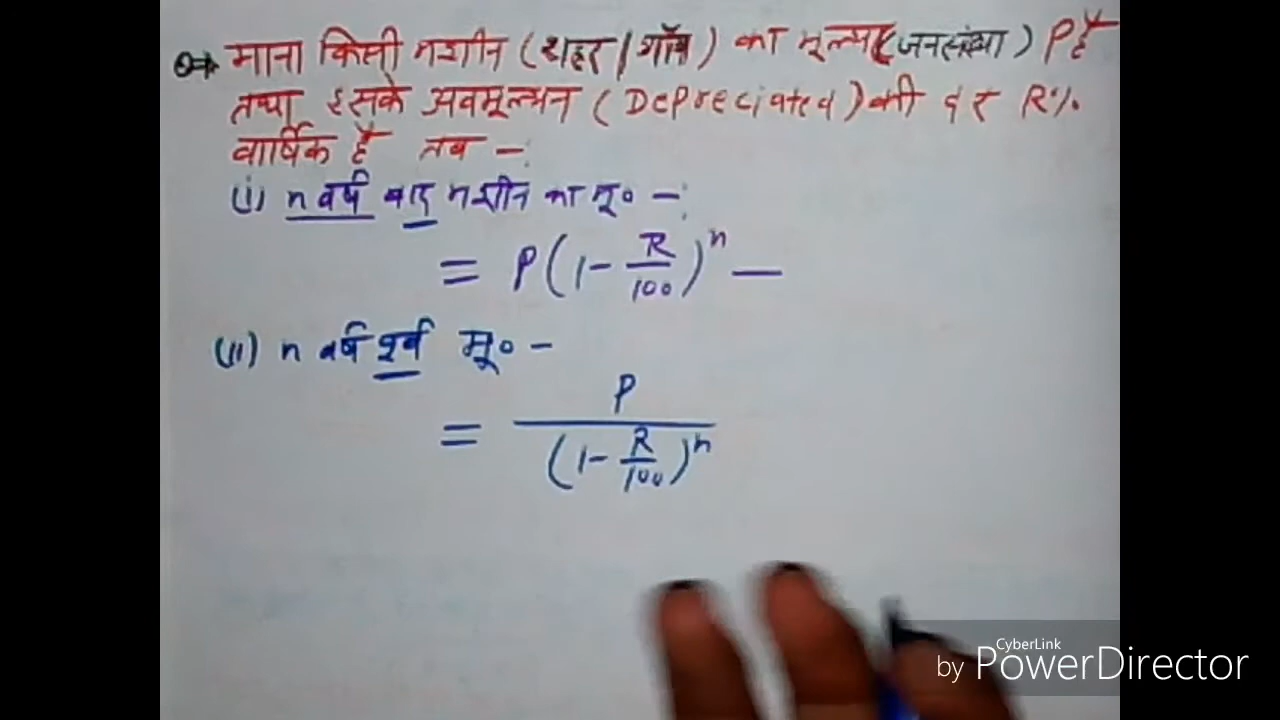 Q⇒ माना किसी मशीन (शहर/गाँव) का मूल्य (जनसंख्या) P है
तथा इसके अवमूल्यन (Depreciated) की दर R%
वार्षिक है तब -:
(i) n वर्ष बाद मशीन का मू० -:
= P(1 - R/100)^n —
(ii) n वर्ष पूर्व मू० -
= P / (1 - R/100)^n
CyberLink
by PowerDirector